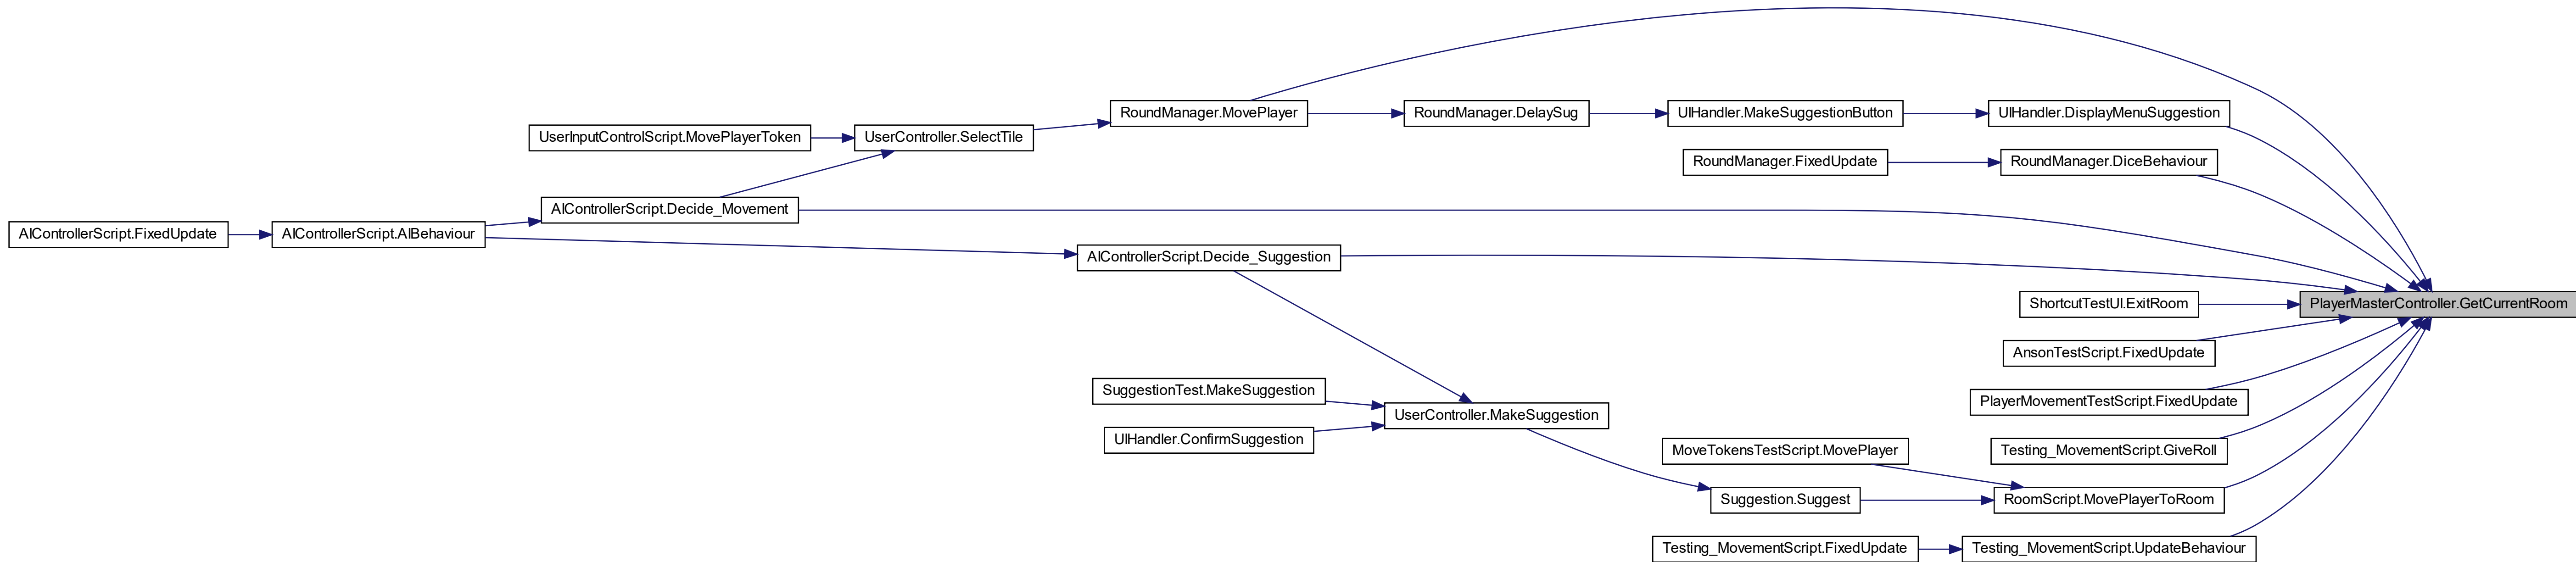 RoundManager.MovePlayer
RoundManager.DelaySug
UIHandler.MakeSuggestionButton
UIHandler.DisplayMenuSuggestion
UserInputControlScript.MovePlayerToken
UserController.SelectTile
RoundManager.FixedUpdate
RoundManager.DiceBehaviour
AIControllerScript.Decide_Movement
AIControllerScript.FixedUpdate
AIControllerScript.AIBehaviour
AIControllerScript.Decide_Suggestion
ShortcutTestUI.ExitRoom
PlayerMasterController.GetCurrentRoom
AnsonTestScript.FixedUpdate
SuggestionTest.MakeSuggestion
PlayerMovementTestScript.FixedUpdate
UserController.MakeSuggestion
UIHandler.ConfirmSuggestion
MoveTokensTestScript.MovePlayer
Testing_MovementScript.GiveRoll
Suggestion.Suggest
RoomScript.MovePlayerToRoom
Testing_MovementScript.FixedUpdate
Testing_MovementScript.UpdateBehaviour